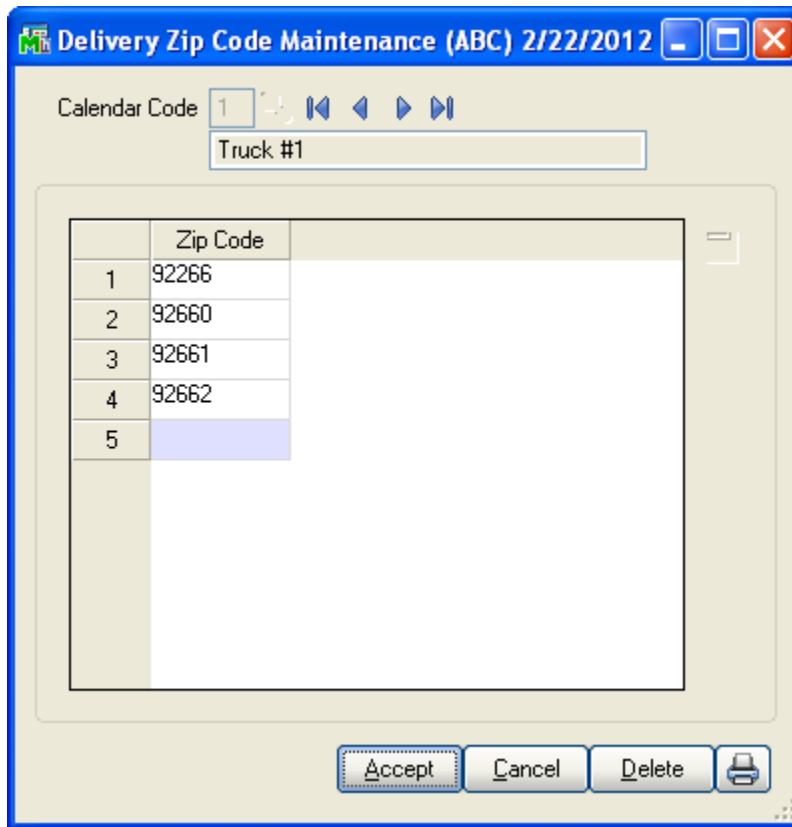 Delivery Zip Code Maintenance (ABC) 2/22/2012
Calendar Code 1
Truck #1
Zip Code
1 92266
2 92660
3 92661
4 92662
5
Accept Cancel Delete